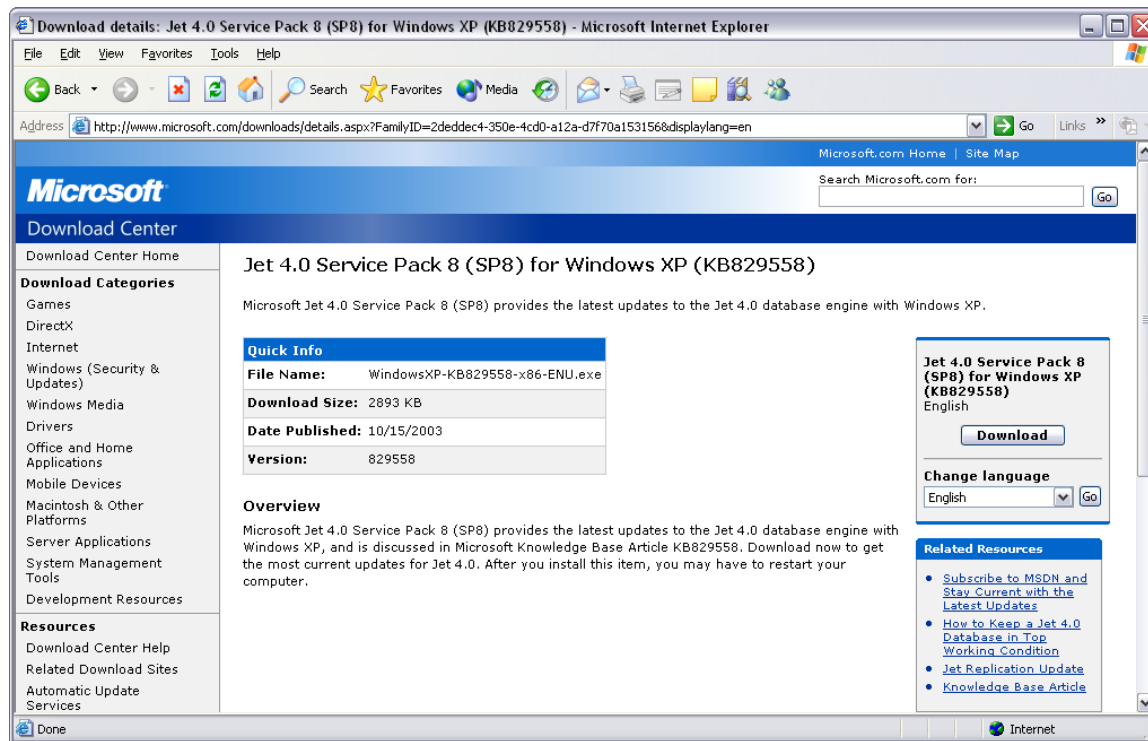 Download details: Jet 4.0 Service Pack 8 (SP8) for Windows XP (KB829558) - Microsoft Internet Explorer
File Edit View Favorites Tools Help
Back Search Favorites Media
Address http://www.microsoft.com/downloads/details.aspx?FamilyID=2deddec4-350e-4cd0-a12a-d7f70a153156&displaylang=en Go Links »
Microsoft.com Home | Site Map
Search Microsoft.com for:
Go
Microsoft
Download Center
Download Center Home
Download Categories
Games
DirectX
Internet
Windows (Security &
Updates)
Windows Media
Drivers
Office and Home
Applications
Mobile Devices
Macintosh & Other
Platforms
Server Applications
System Management
Tools
Development Resources
Resources
Download Center Help
Related Download Sites
Automatic Update
Services
Jet 4.0 Service Pack 8 (SP8) for Windows XP (KB829558)
Microsoft Jet 4.0 Service Pack 8 (SP8) provides the latest updates to the Jet 4.0 database engine with Windows XP.
Quick Info
File Name: WindowsXP-KB829558-x86-ENU.exe
Download Size: 2893 KB
Date Published: 10/15/2003
Version: 829558
Overview
Microsoft Jet 4.0 Service Pack 8 (SP8) provides the latest updates to the Jet 4.0 database engine with
Windows XP, and is discussed in Microsoft Knowledge Base Article KB829558. Download now to get
the most current updates for Jet 4.0. After you install this item, you may have to restart your
computer.
Jet 4.0 Service Pack 8
(SP8) for Windows XP
(KB829558)
English
Download
Change language
English Go
Related Resources
Subscribe to MSDN and
Stay Current with the
Latest Updates
How to Keep a Jet 4.0
Database in Top
Working Condition
Jet Replication Update
Knowledge Base Article
Done Internet